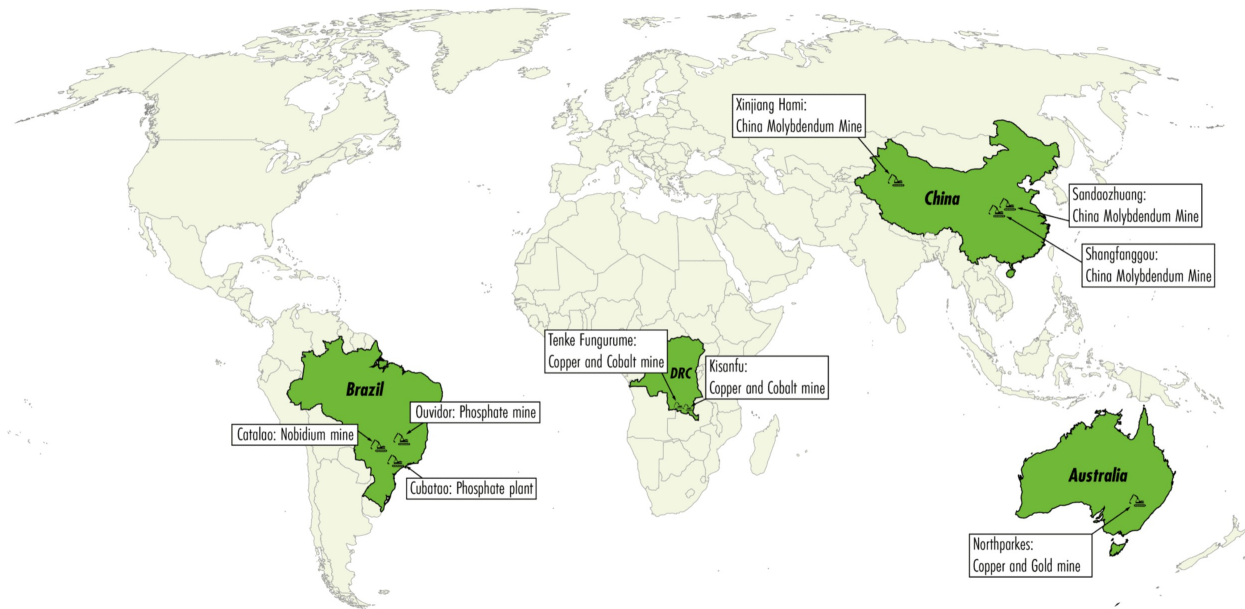 Xinjiang Hami:
China Molybdendum Mine
China
Sandaozhuang:
China Molybdendum Mine
Shangfanggou:
China Molybdendum Mine
Tenke Fungurume:
Copper and Cobalt mine
DRC
Kisanfu:
Copper and Cobalt mine
Brazil
Ouvidor: Phosphate mine
Catalao: Nobidium mine
Cubatao: Phosphate plant
Australia
Northparkes:
Copper and Gold mine